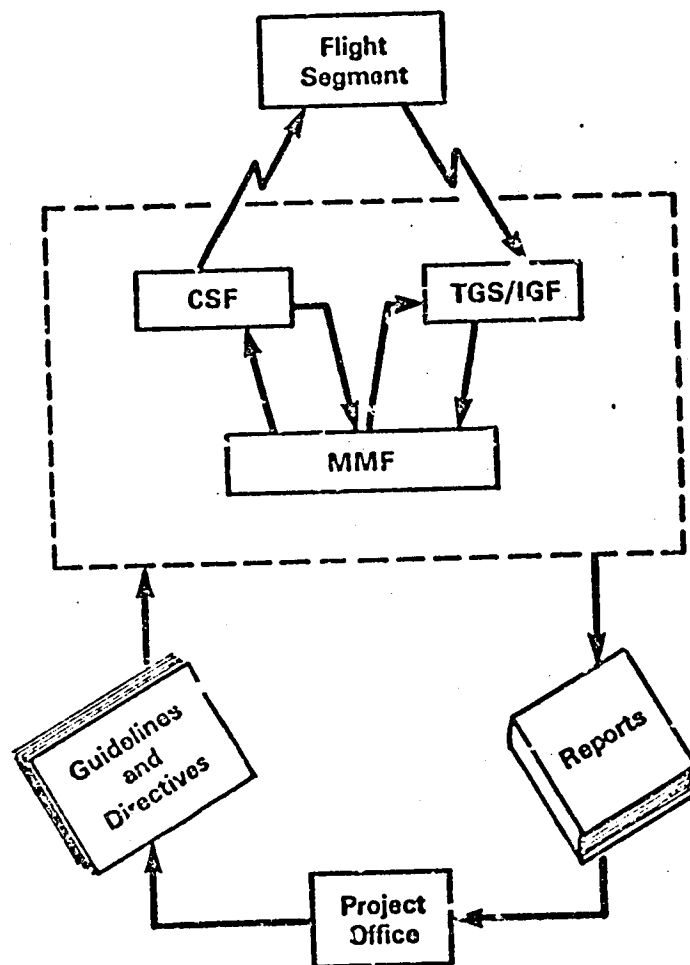 Flight
Segment
CSF
TGS/IGF
MMF
Guidelines
and
Directives
Reports
Project
Office